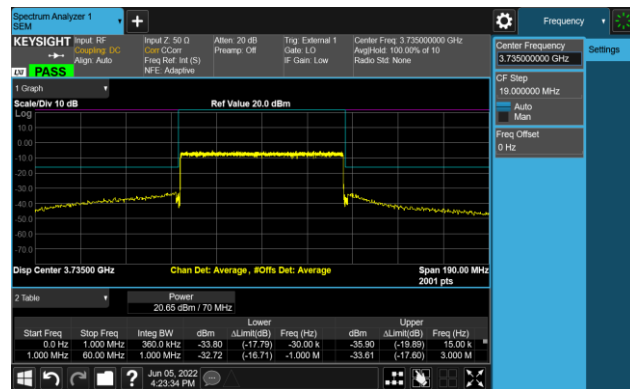 Spectrum Analyzer 1
SEM
Frequency
KEYSIGHT
Input: RF
Coupling: DC
Align: Auto
Input Z: 50 Ω
Corr CCorr
Freq Ref: Int (S)
NFE: Adaptive
Atten: 20 dB
Preamp: Off
Trig: External 1
Gate: LO
IF Gain: Low
Center Freq: 3.735000000 GHz
Avg|Hold: 100.00% of 10
Radio Std: None
LXI PASS
Center Frequency
3.735000000 GHz
Settings
CF Step
19.000000 MHz
Auto
Man
Freq Offset
0 Hz
1 Graph
Scale/Div 10 dB
Ref Value 20.0 dBm
Log
10.0
0.00
-10.0
-20.0
-30.0
-40.0
-50.0
-60.0
-70.0
Disp Center 3.73500 GHz
Chan Det: Average , #Offs Det: Average
Span 190.00 MHz
2001 pts
2 Table
Power
20.65 dBm / 70 MHz
Lower Upper
Start Freq Stop Freq Integ BW dBm ΔLimit(dB) Freq (Hz) dBm ΔLimit(dB) Freq (Hz)
0.0 Hz 1.000 MHz 360.0 kHz -33.80 (-17.79) -30.00 k -35.90 (-19.89) 15.00 k
1.000 MHz 60.00 MHz 1.000 MHz -32.72 (-16.71) -1.000 M -33.61 (-17.60) 3.000 M
?
Jun 05, 2022
4:23:34 PM